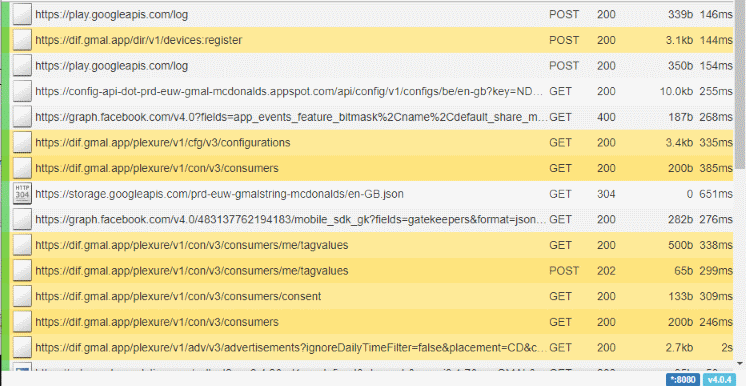 https://play.googleapis.com/log POST 200 339b 146ms
https://dif.gmal.app/dir/v1/devices:register POST 200 3.1kb 144ms
https://play.googleapis.com/log POST 200 350b 154ms
https://config-api-dot-prd-euw-gmal-mcdonalds.appspot.com/api/config/v1/configs/be/en-gb?key=ND... GET 200 10.0kb 255ms
https://graph.facebook.com/v4.0?fields=app_events_feature_bitmask%2Cname%2Cdefault_share_m... GET 400 187b 268ms
https://dif.gmal.app/plexure/v1/cfg/v3/configurations GET 200 3.4kb 335ms
https://dif.gmal.app/plexure/v1/con/v3/consumers POST 200 200b 385ms
HTTP 304 https://storage.googleapis.com/prd-euw-gmalstring-mcdonalds/en-GB.json GET 304 0 651ms
https://graph.facebook.com/v4.0/483137762194183/mobile_sdk_gk?fields=gatekeepers&format=json... GET 200 282b 276ms
https://dif.gmal.app/plexure/v1/con/v3/consumers/me/tagvalues GET 200 500b 338ms
https://dif.gmal.app/plexure/v1/con/v3/consumers/me/tagvalues POST 202 65b 299ms
https://dif.gmal.app/plexure/v1/con/v3/consumers/consent GET 200 133b 309ms
https://dif.gmal.app/plexure/v1/con/v3/consumers GET 200 200b 246ms
https://dif.gmal.app/plexure/v1/adv/v3/advertisements?ignoreDailyTimeFilter=false&placement=CD&c... GET 200 2.7kb 2s
*:8080 v4.0.4